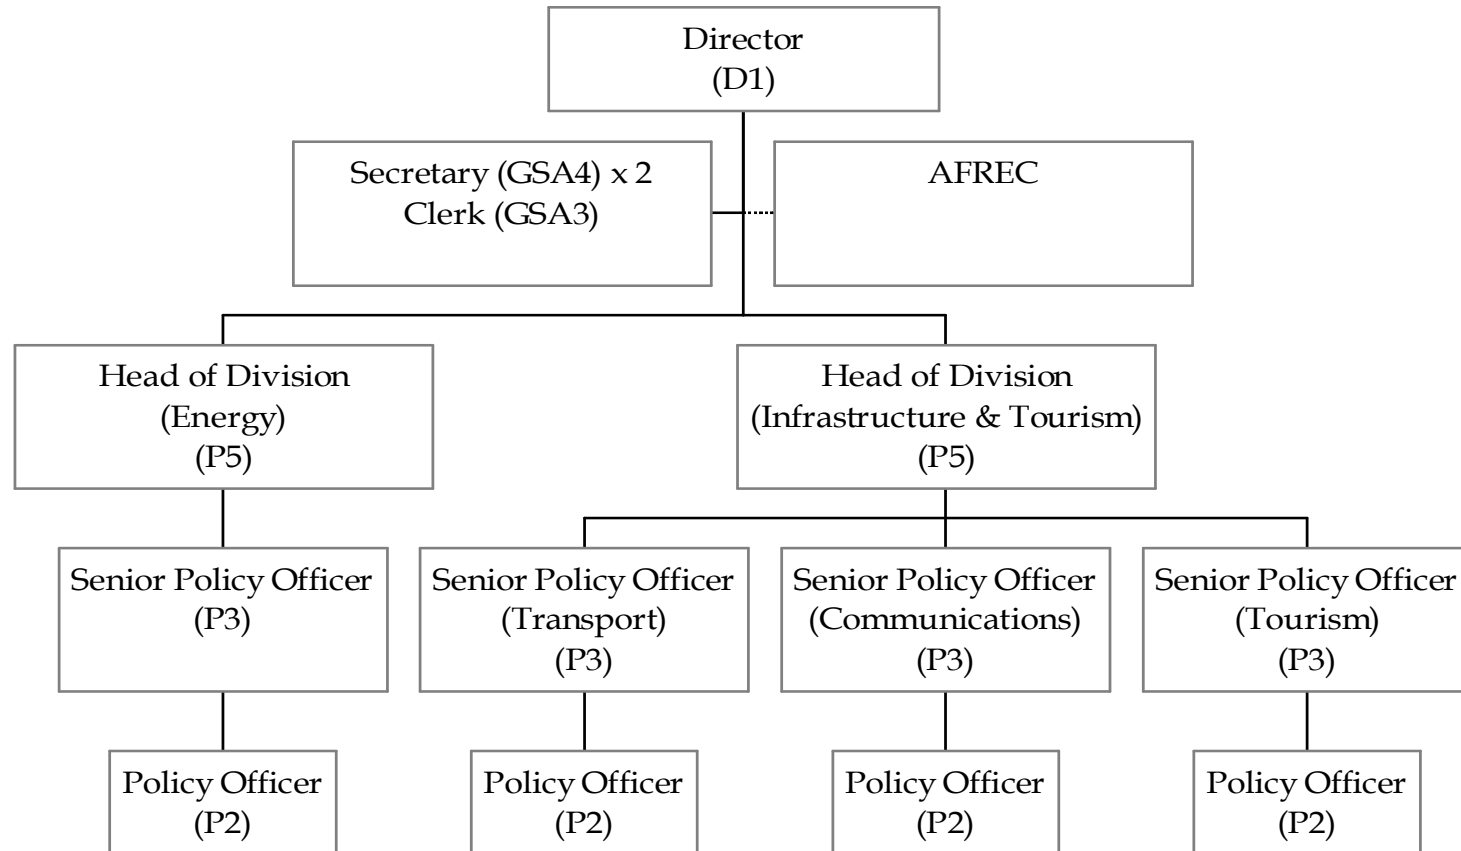 Director
(D1)
Secretary (GSA4) x 2
Clerk (GSA3)
AFREC
Head of Division
(Energy)
(P5)
Head of Division
(Infrastructure & Tourism)
(P5)
Senior Policy Officer
(P3)
Senior Policy Officer
(Transport)
(P3)
Senior Policy Officer
(Communications)
(P3)
Senior Policy Officer
(Tourism)
(P3)
Policy Officer
(P2)
Policy Officer
(P2)
Policy Officer
(P2)
Policy Officer
(P2)